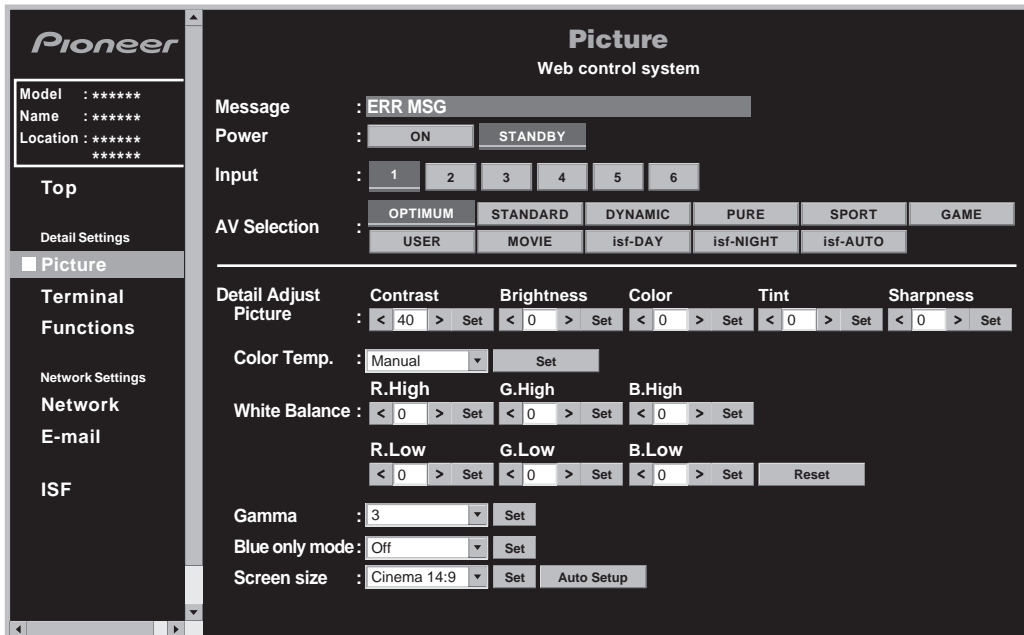 Pioneer
Model : ******
Name : ******
Location : ******
******
Top
Detail Settings
Picture
Terminal
Functions
Network Settings
Network
E-mail
ISF
Picture
Web control system
Message : ERR MSG
Power : ON STANDBY
Input : 1 2 3 4 5 6
AV Selection : OPTIMUM STANDARD DYNAMIC PURE SPORT GAME
USER MOVIE isf-DAY isf-NIGHT isf-AUTO
Detail Adjust Contrast Brightness Color Tint Sharpness
Picture : < 40 > Set < 0 > Set < 0 > Set < 0 > Set < 0 > Set
Color Temp. : Manual Set
R.High G.High B.High
White Balance : < 0 > Set < 0 > Set < 0 > Set
R.Low G.Low B.Low
< 0 > Set < 0 > Set < 0 > Set Reset
Gamma : 3 Set
Blue only mode : Off Set
Screen size : Cinema 14:9 Set Auto Setup